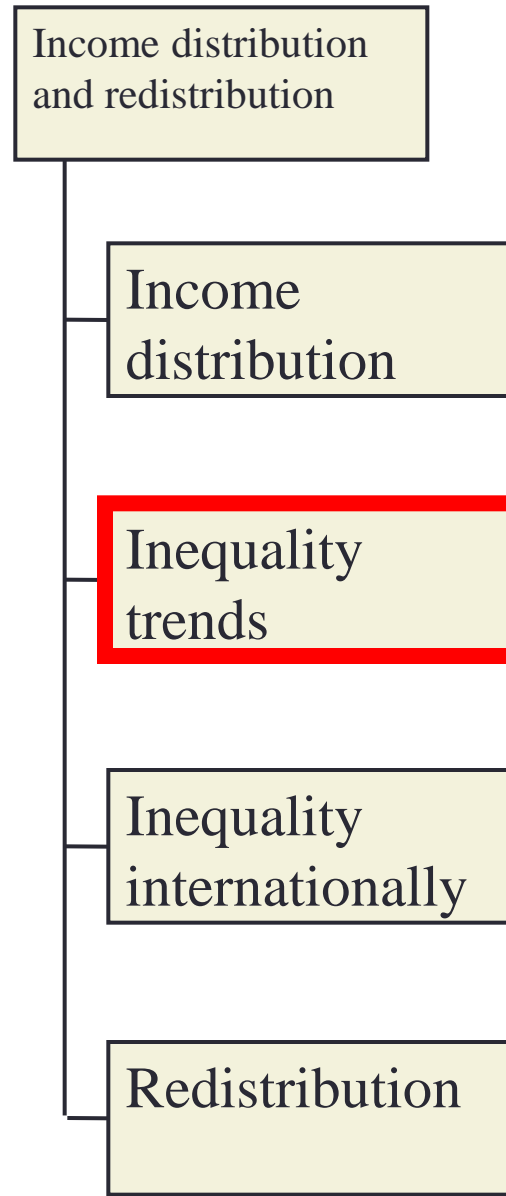 Income distribution
and redistribution
Income
distribution
Inequality
trends
Inequality
internationally
Redistribution